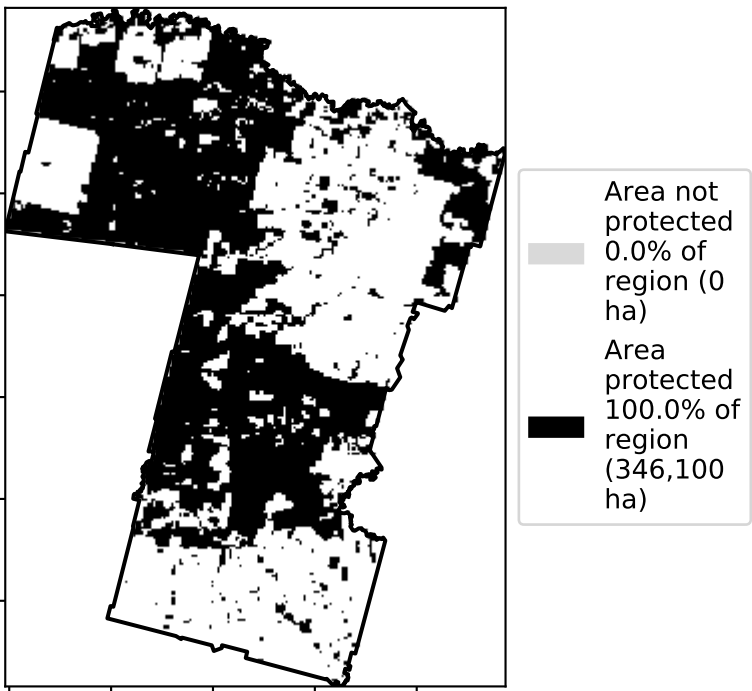 Area not
protected
0.0% of
region (0
ha)
Area
protected
100.0% of
region
(346,100
ha)